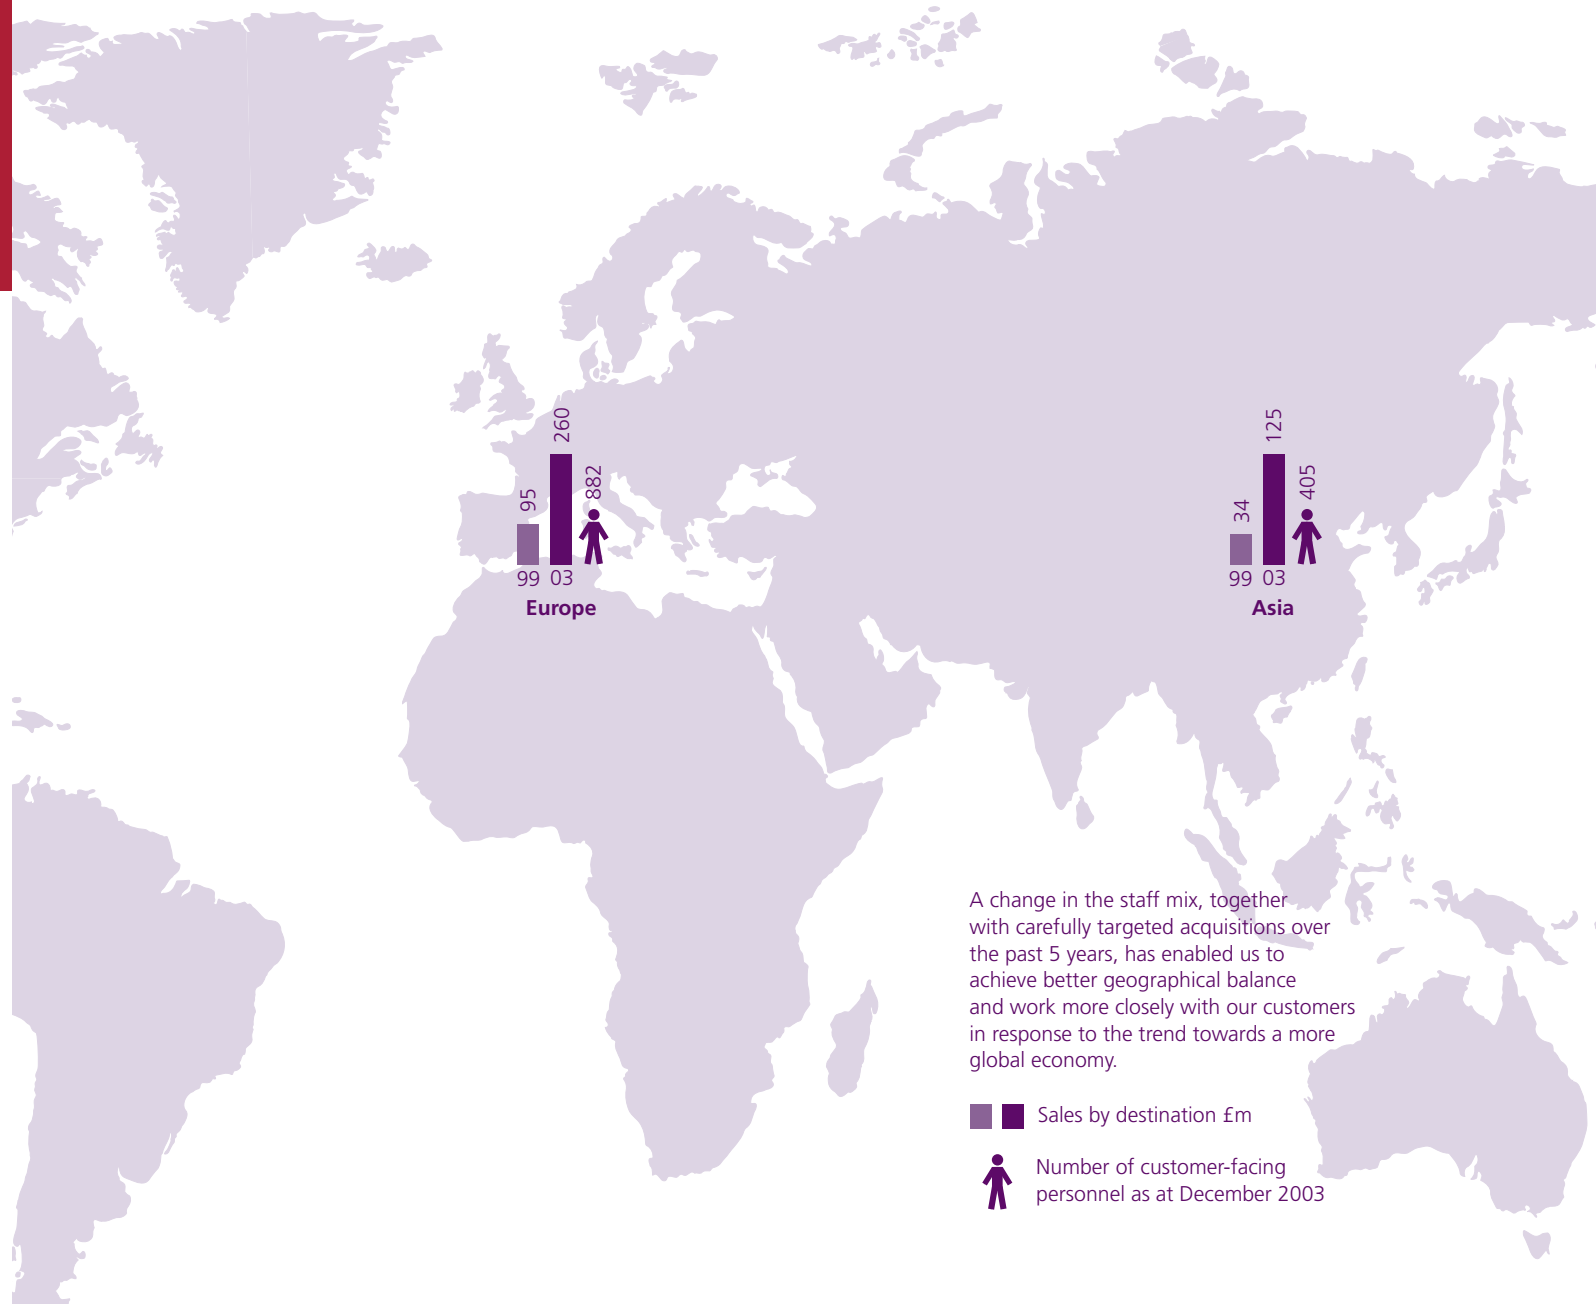 95
260
882
99 03
Europe
34
125
405
99 03
Asia
A change in the staff mix, together
with carefully targeted acquisitions over
the past 5 years, has enabled us to
achieve better geographical balance
and work more closely with our customers
in response to the trend towards a more
global economy.
Sales by destination £m
Number of customer-facing
personnel as at December 2003